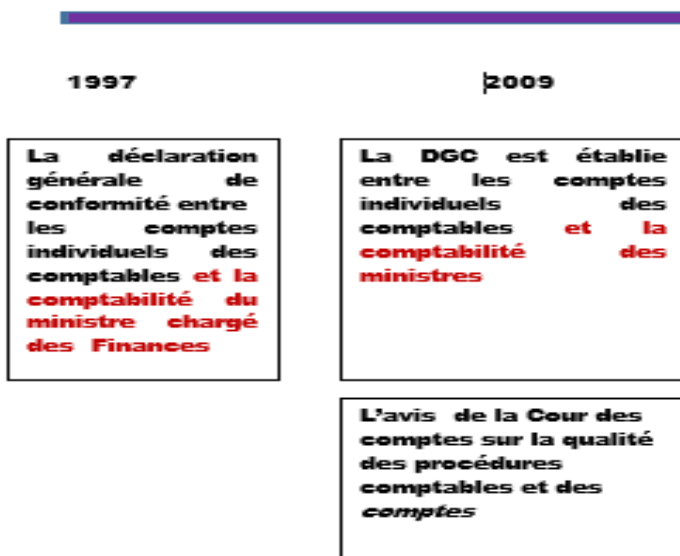 1997
2009
La déclaration
générale de
conformité entre
les comptes
individuels des
comptables et la
comptabilité du
ministre chargé
des Finances
La DGC est établie
entre les comptes
individuels des
comptables et la
comptabilité des
ministres
L'avis de la Cour des
comptes sur la qualité
des procédures
comptables et des
comptes